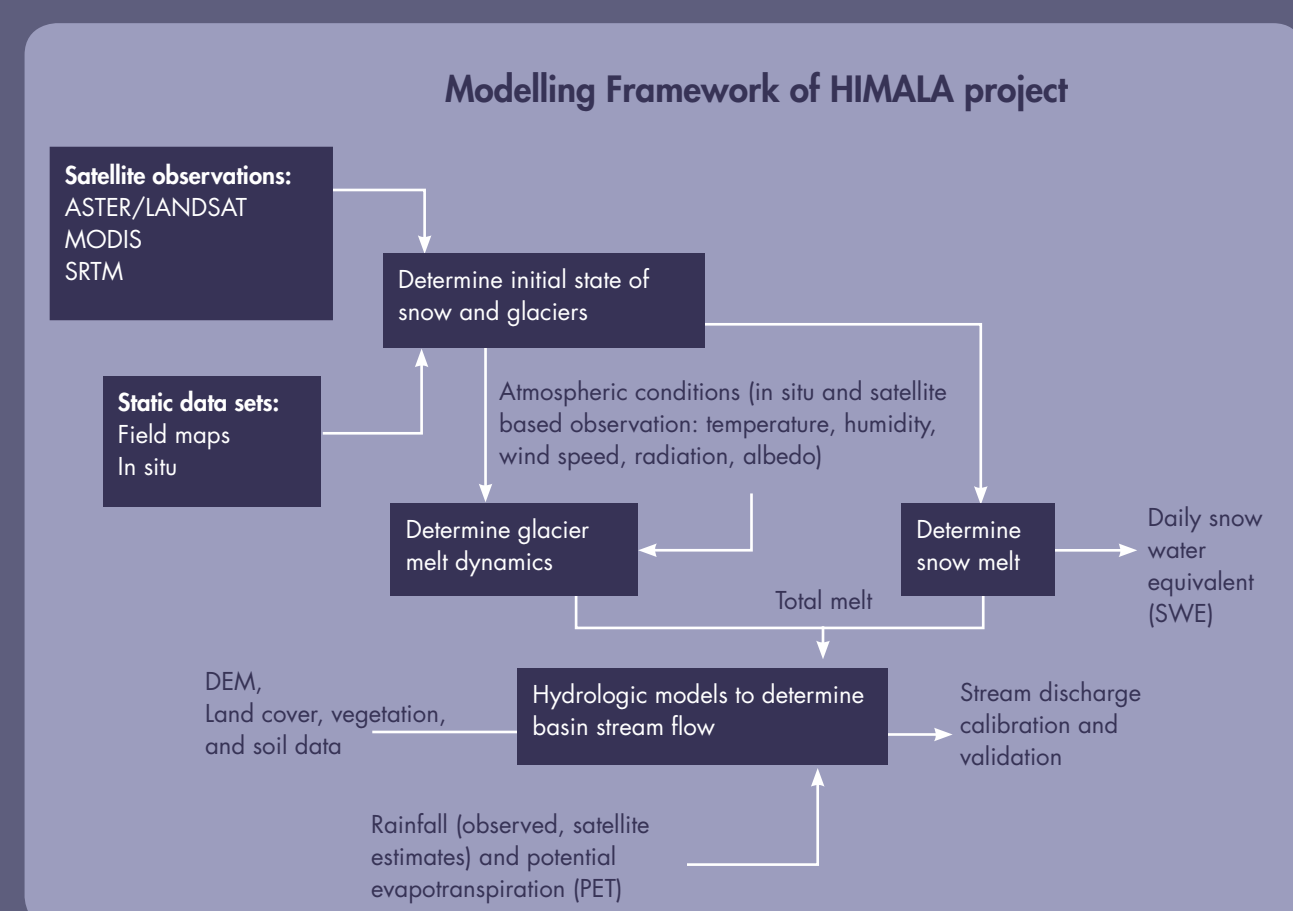 Modelling Framework of HIMALA project
Satellite observations:
ASTER/LANDSAT
MODIS
SRTM
Determine initial state of
snow and glaciers
Static data sets:
Field maps
In situ
Atmospheric conditions (in situ and satellite
based observation: temperature, humidity,
wind speed, radiation, albedo)
Determine glacier
melt dynamics
Determine
snow melt
Daily snow
water
equivalent
(SWE)
Total melt
DEM,
Land cover, vegetation,
and soil data
Hydrologic models to determine
basin stream flow
Stream discharge
calibration and
validation
Rainfall (observed, satellite
estimates) and potential
evapotranspiration (PET)